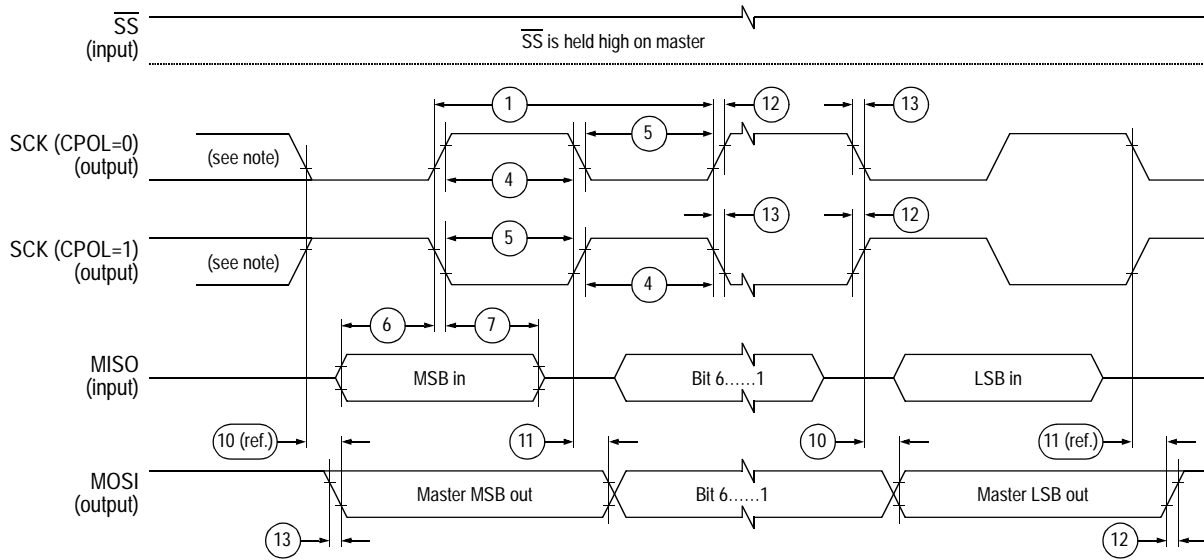 SS
(input)
SS is held high on master
1
12
13
SCK (CPOL=0)
(output)
(see note)
5
4
13
12
SCK (CPOL=1)
(output)
(see note)
5
4
6
7
MISO
(input)
MSB in
Bit 6......1
LSB in
10 (ref.)
11
10
11 (ref.)
MOSI
(output)
Master MSB out
Bit 6......1
Master LSB out
13
12